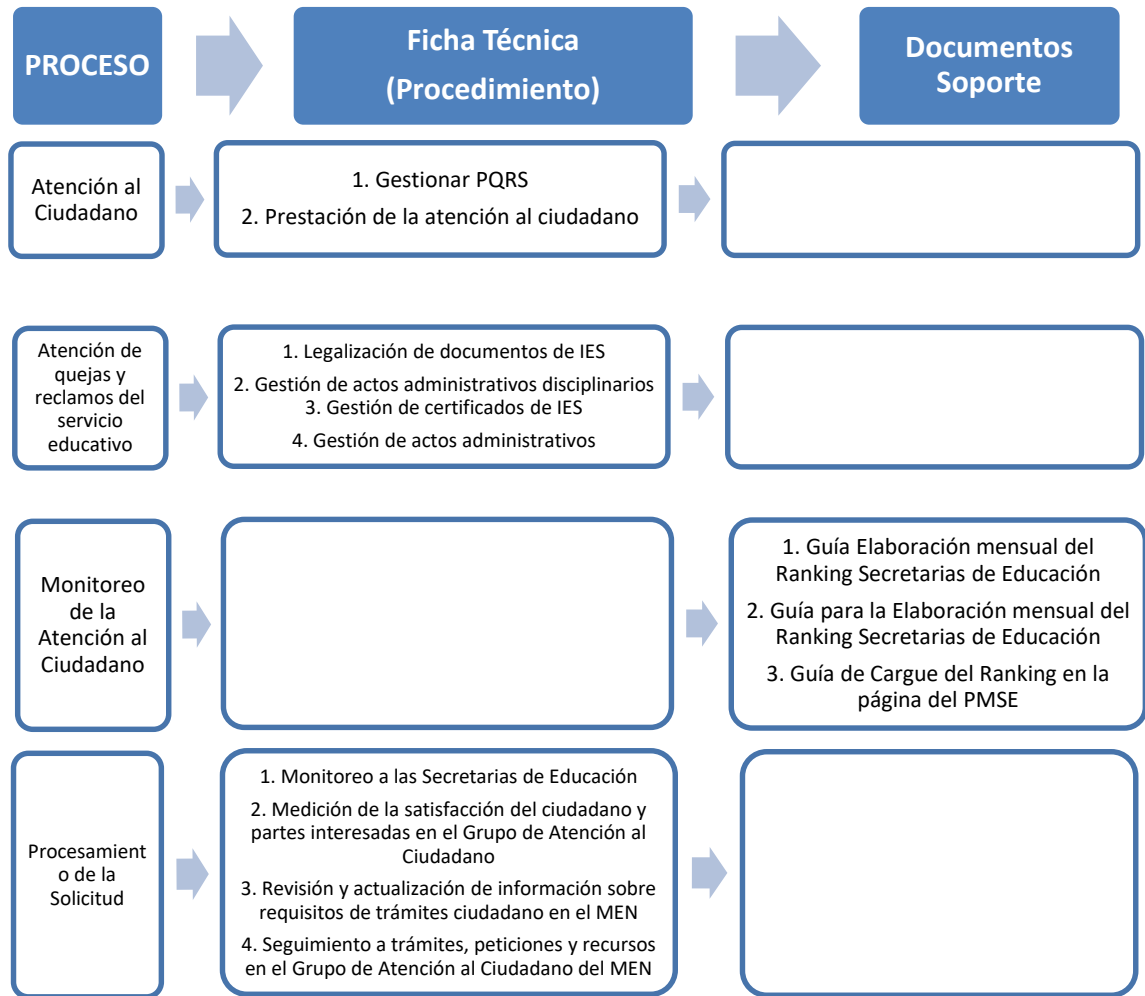 PROCESO
Ficha Técnica
(Procedimiento)
Documentos
Soporte
Atención al
Ciudadano
1. Gestionar PQRS
2. Prestación de la atención al ciudadano
Atención de
quejas y
reclamos del
servicio
educativo
1. Legalización de documentos de IES
2. Gestión de actos administrativos disciplinarios
3. Gestión de certificados de IES
4. Gestión de actos administrativos
Monitoreo
de la
Atención al
Ciudadano
1. Guía Elaboración mensual del
Ranking Secretarias de Educación
2. Guía para la Elaboración mensual del
Ranking Secretarias de Educación
3. Guía de Cargue del Ranking en la
página del PMSE
Procesamient
o de la
Solicitud
1. Monitoreo a las Secretarias de Educación
2. Medición de la satisfacción del ciudadano y
partes interesadas en el Grupo de Atención al
Ciudadano
3. Revisión y actualización de información sobre
requisitos de trámites ciudadano en el MEN
4. Seguimiento a trámites, peticiones y recursos
en el Grupo de Atención al Ciudadano del MEN